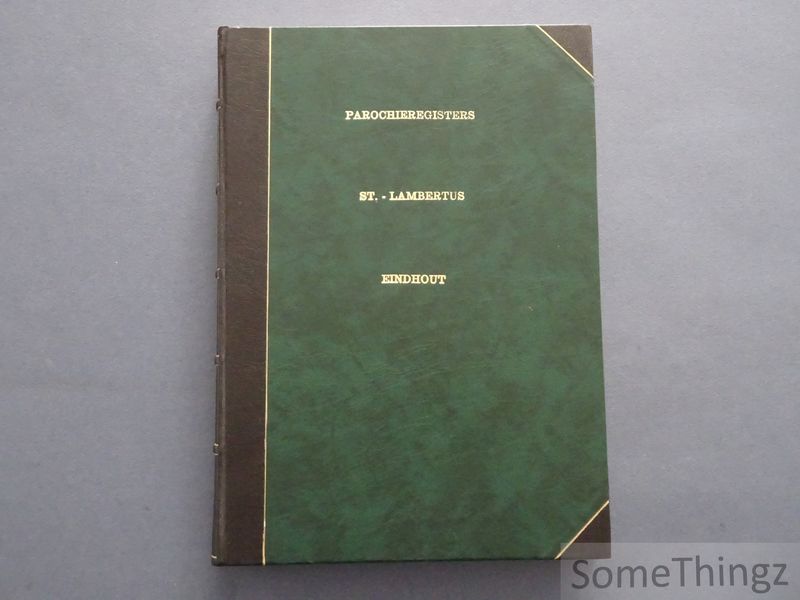 PAROCHIEREGISTERS
ST. - LAMBERTUS
EINDHOUT
SomeThingz